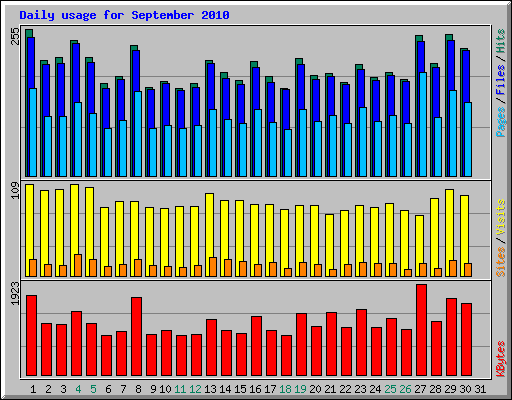 Daily usage for September 2010
255
Pages / Files / Hits
109
Sites / Visits
1923
KBytes
1 2 3 4 5 6 7 8 9 10 11 12 13 14 15 16 17 18 19 20 21 22 23 24 25 26 27 28 29 30 31